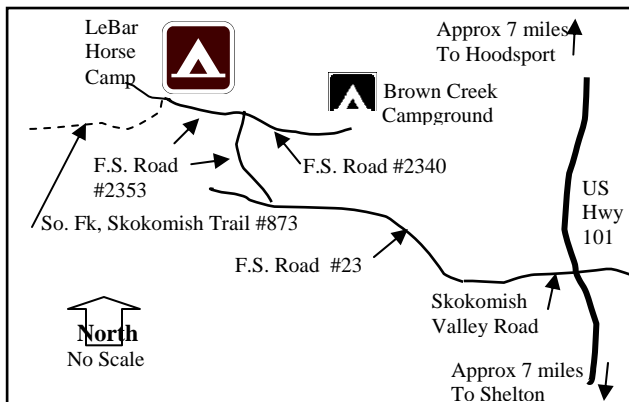 LeBar
Horse
Camp
Approx 7 miles
To Hoodsport
Brown Creek
Campground
F.S. Road
#2353
F.S. Road #2340
So. Fk, Skokomish Trail #873
US
Hwy
101
F.S. Road #23
Skokomish
Valley Road
North
No Scale
Approx 7 miles
To Shelton